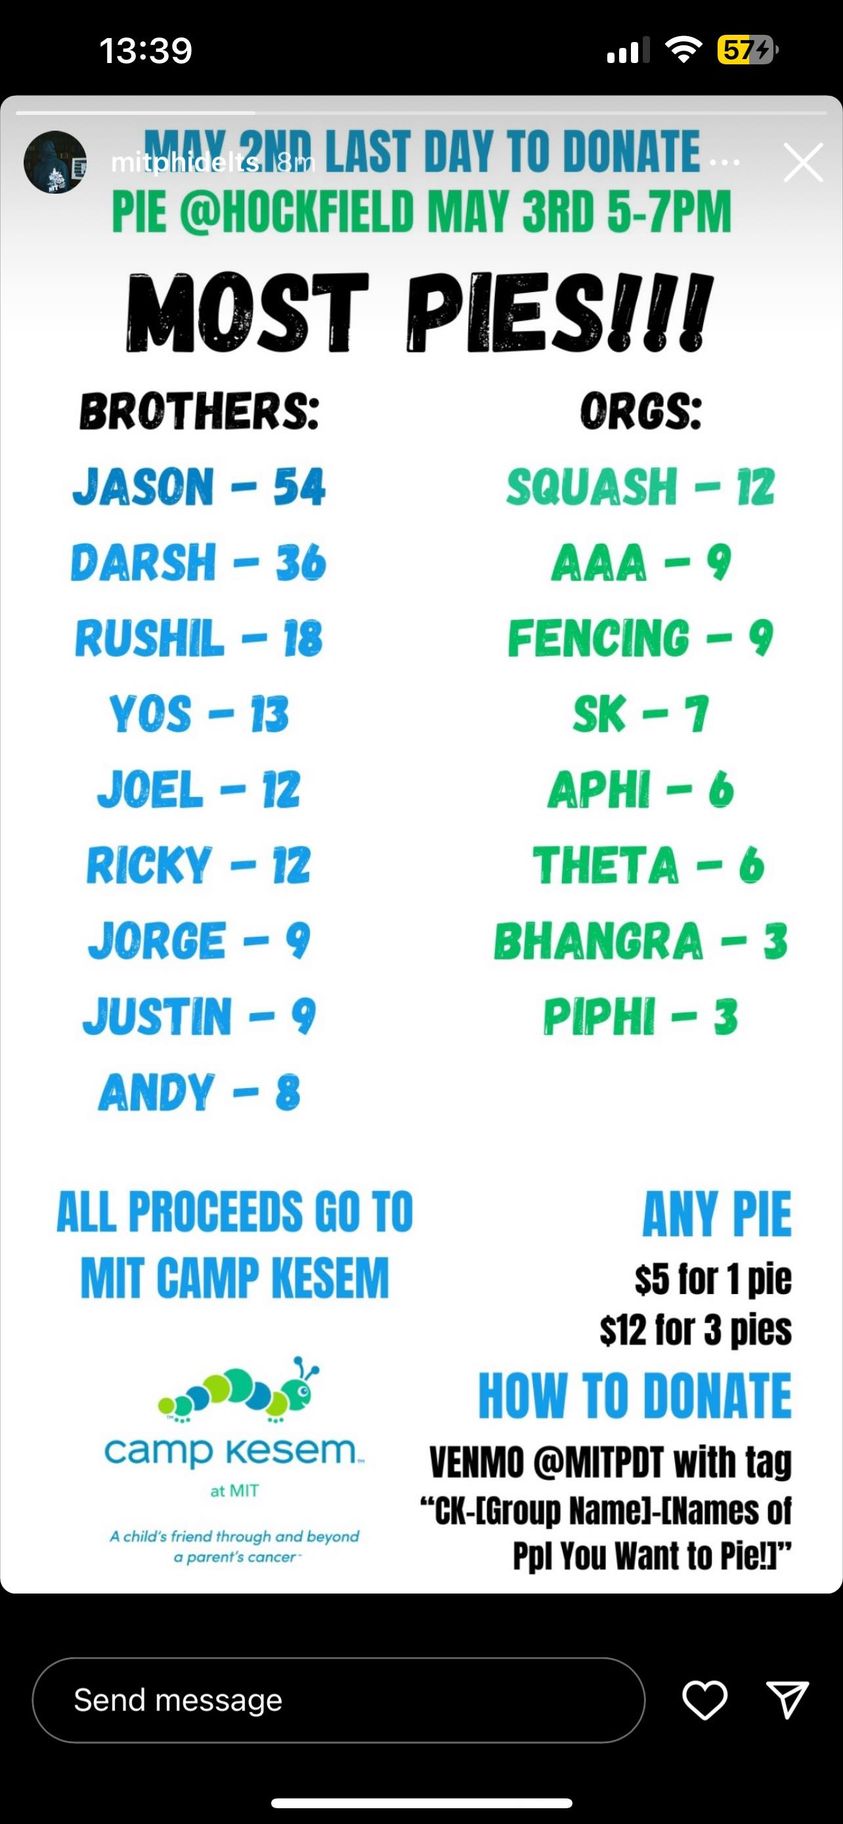 13:39
57
MAY 2ND LAST DAY TO DONATE
mitphidelts 8m
PIE @HOCKFIELD MAY 3RD 5-7PM
MOST PIES!!!
BROTHERS:
JASON - 54
DARSH - 36
RUSHIL - 18
YOS - 13
JOEL - 12
RICKY - 12
JORGE - 9
JUSTIN - 9
ANDY - 8
ORGS:
SQUASH - 12
AAA - 9
FENCING - 9
SK - 7
APHI - 6
THETA - 6
BHANGRA - 3
PIPHI - 3
ALL PROCEEDS GO TO
MIT CAMP KESEM
camp kesem™
at MIT
A child's friend through and beyond
a parent's cancer℠
ANY PIE
$5 for 1 pie
$12 for 3 pies
HOW TO DONATE
VENMO @MITPDT with tag
“CK-[Group Name]-[Names of
Ppl You Want to Pie!]”
Send message